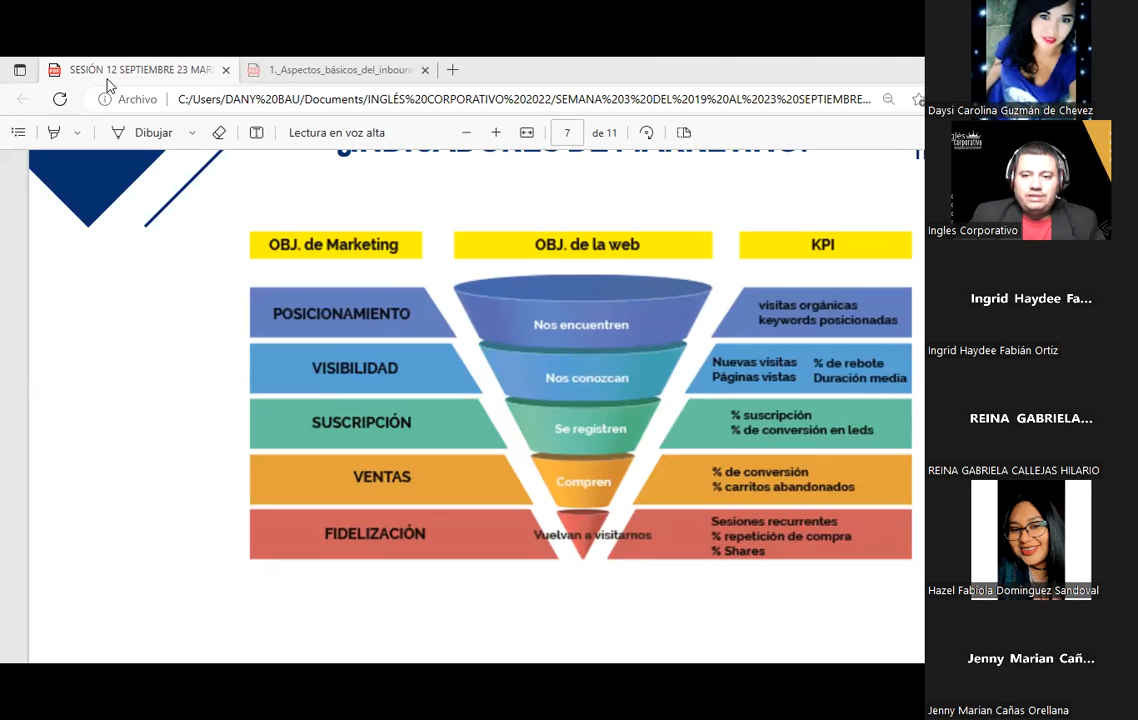 SESIÓN 12 SEPTIEMBRE 23 MAR
1._Aspectos_básicos_del_inboun
Archivo
C:/Users/DANY%20BAU/Documents/INGLÉS%20CORPORATIVO%202022/SEMANA%203%20DEL%2019%20AL%2023%20SEPTIEMBRE...
Dibujar
Lectura en voz alta
7
de 11
¿INDICADORES DE MARKETING?
OBJ. de Marketing
OBJ. de la web
KPI
POSICIONAMIENTO
Nos encuentren
visitas orgánicas
keywords posicionadas
VISIBILIDAD
Nos conozcan
Nuevas visitas
% de rebote
Páginas vistas
Duración media
SUSCRIPCIÓN
Se registren
% suscripción
% de conversión en leds
VENTAS
Compren
% de conversión
% carritos abandonados
FIDELIZACIÓN
Vuelvan a visitarnos
Sesiones recurrentes
% repetición de compra
% Shares
Daysi Carolina Guzmán de Chevez
Ingles Corporativo
Ingrid Haydee Fa...
Ingrid Haydee Fabián Ortiz
REINA GABRIELA...
REINA GABRIELA CALLEJAS HILARIO
Hazel Fabiola Dominguez Sandoval
Jenny Marian Cañ...
Jenny Marian Cañas Orellana